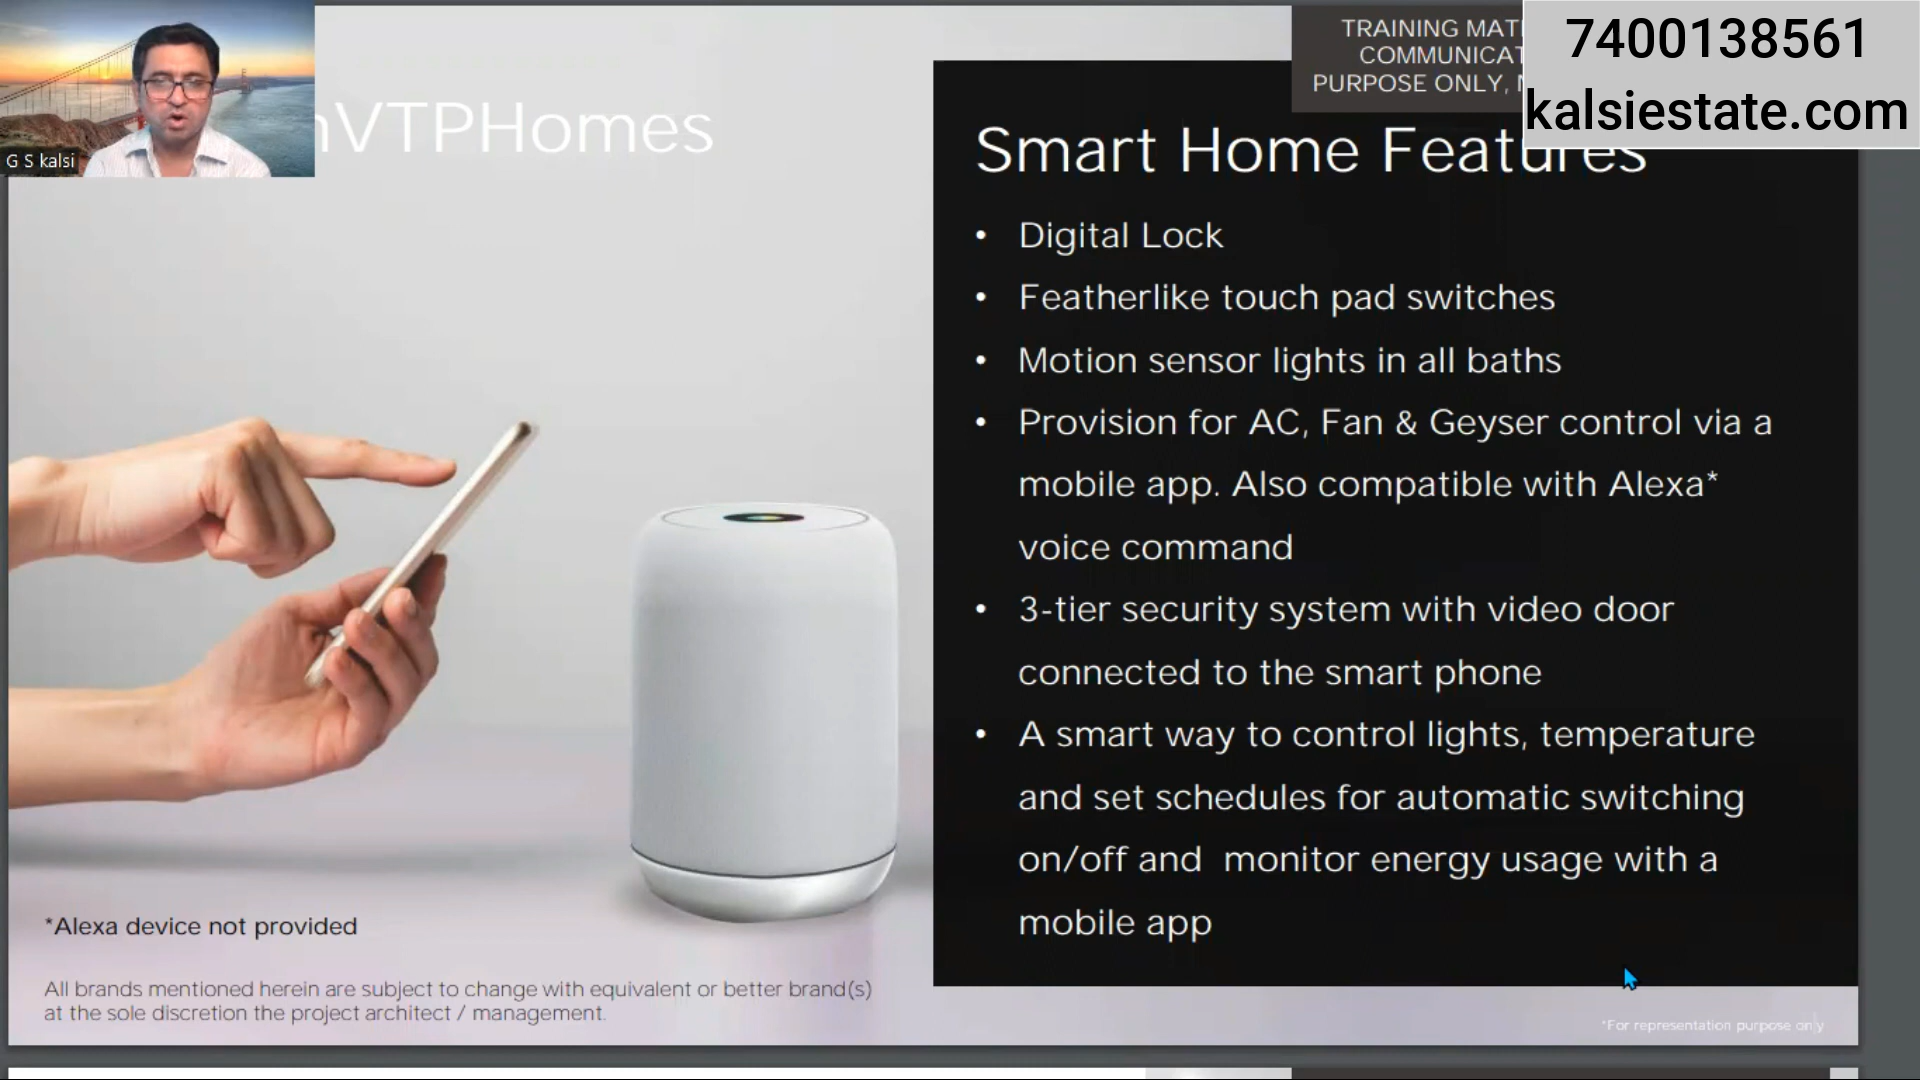 G S kalsi
VTPHomes
TRAINING
COMMUNICAT
PURPOSE ONLY,
7400138561
kalsiestate.com
Smart Home Features
• Digital Lock
• Featherlike touch pad switches
• Motion sensor lights in all baths
• Provision for AC, Fan & Geyser control via a
mobile app. Also compatible with Alexa*
voice command
• 3-tier security system with video door
connected to the smart phone
• A smart way to control lights, temperature
and set schedules for automatic switching
on/off and monitor energy usage with a
mobile app
*Alexa device not provided
All brands mentioned herein are subject to change with equivalent or better brand(s)
at the sole discretion the project architect / management.
*For representation purpose only